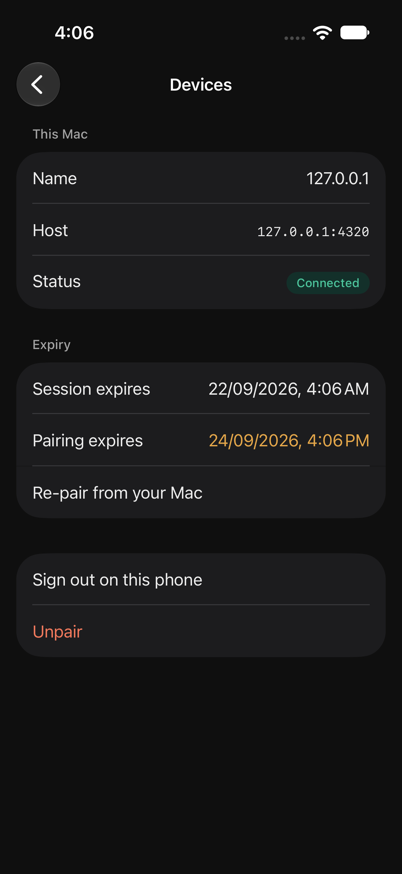 4:06
Devices
This Mac
Name 127.0.0.1
Host 127.0.0.1:4320
Status Connected
Expiry
Session expires 22/09/2026, 4:06 AM
Pairing expires 24/09/2026, 4:06 PM
Re-pair from your Mac
Sign out on this phone
Unpair